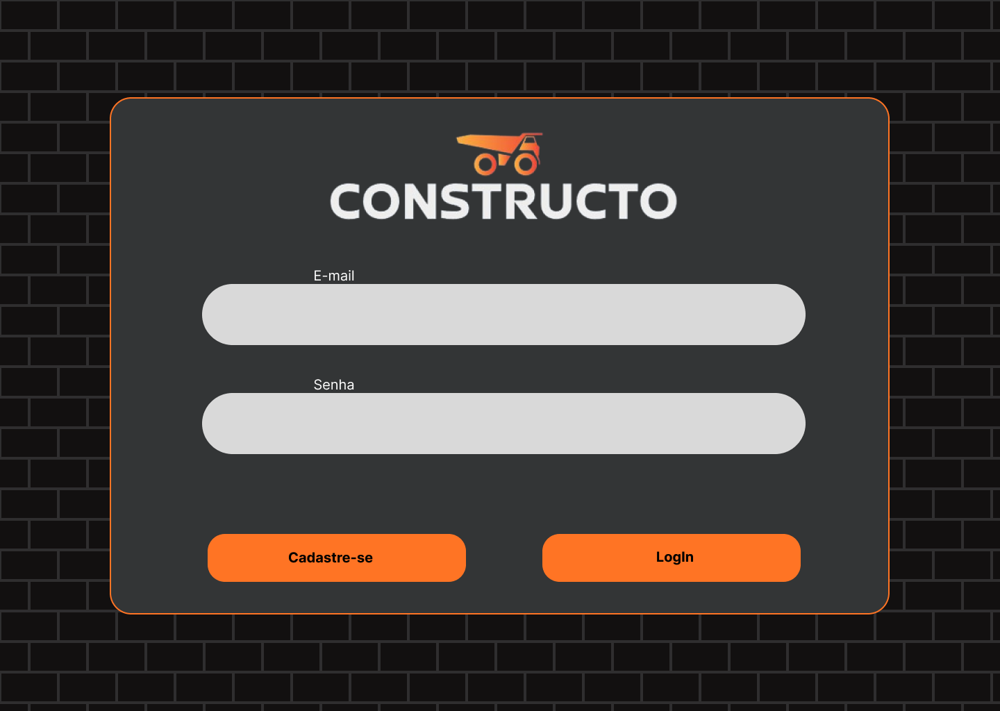 CONSTRUCTO
E-mail
Senha
Cadastre-se
LogIn